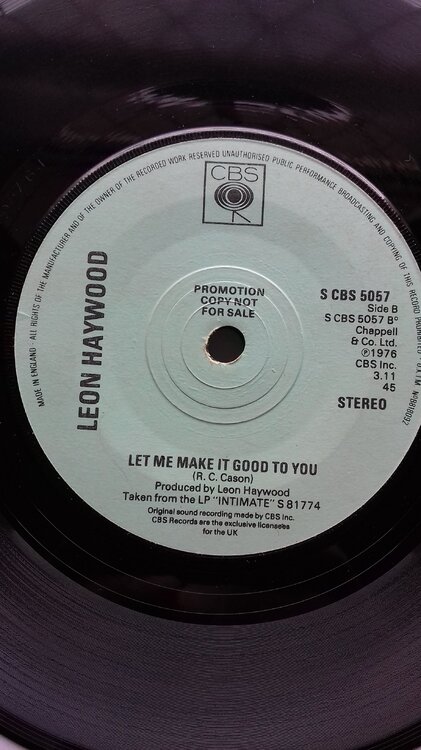 MADE IN ENGLAND - ALL RIGHTS OF THE MANUFACTURER AND OF THE OWNER OF THE RECORDED WORK RESERVED UNAUTHORISED PUBLIC PERFORMANCE BROADCASTING AND COPYING OF THIS RECORD PROHIBITED
CBS
LEON HAYWOOD
PROMOTION
COPY NOT
FOR SALE
S CBS 5057
Side B
S CBS 5057 B°
Chappell
& Co. Ltd.
℗1976
CBS Inc.
3.11
45
STEREO
LET ME MAKE IT GOOD TO YOU
(R. C. Cason)
Produced by Leon Haywood
Taken from the LP "INTIMATE" S 81774
Original sound recording made by CBS Inc.
CBS Records are the exclusive licensees
for the UK